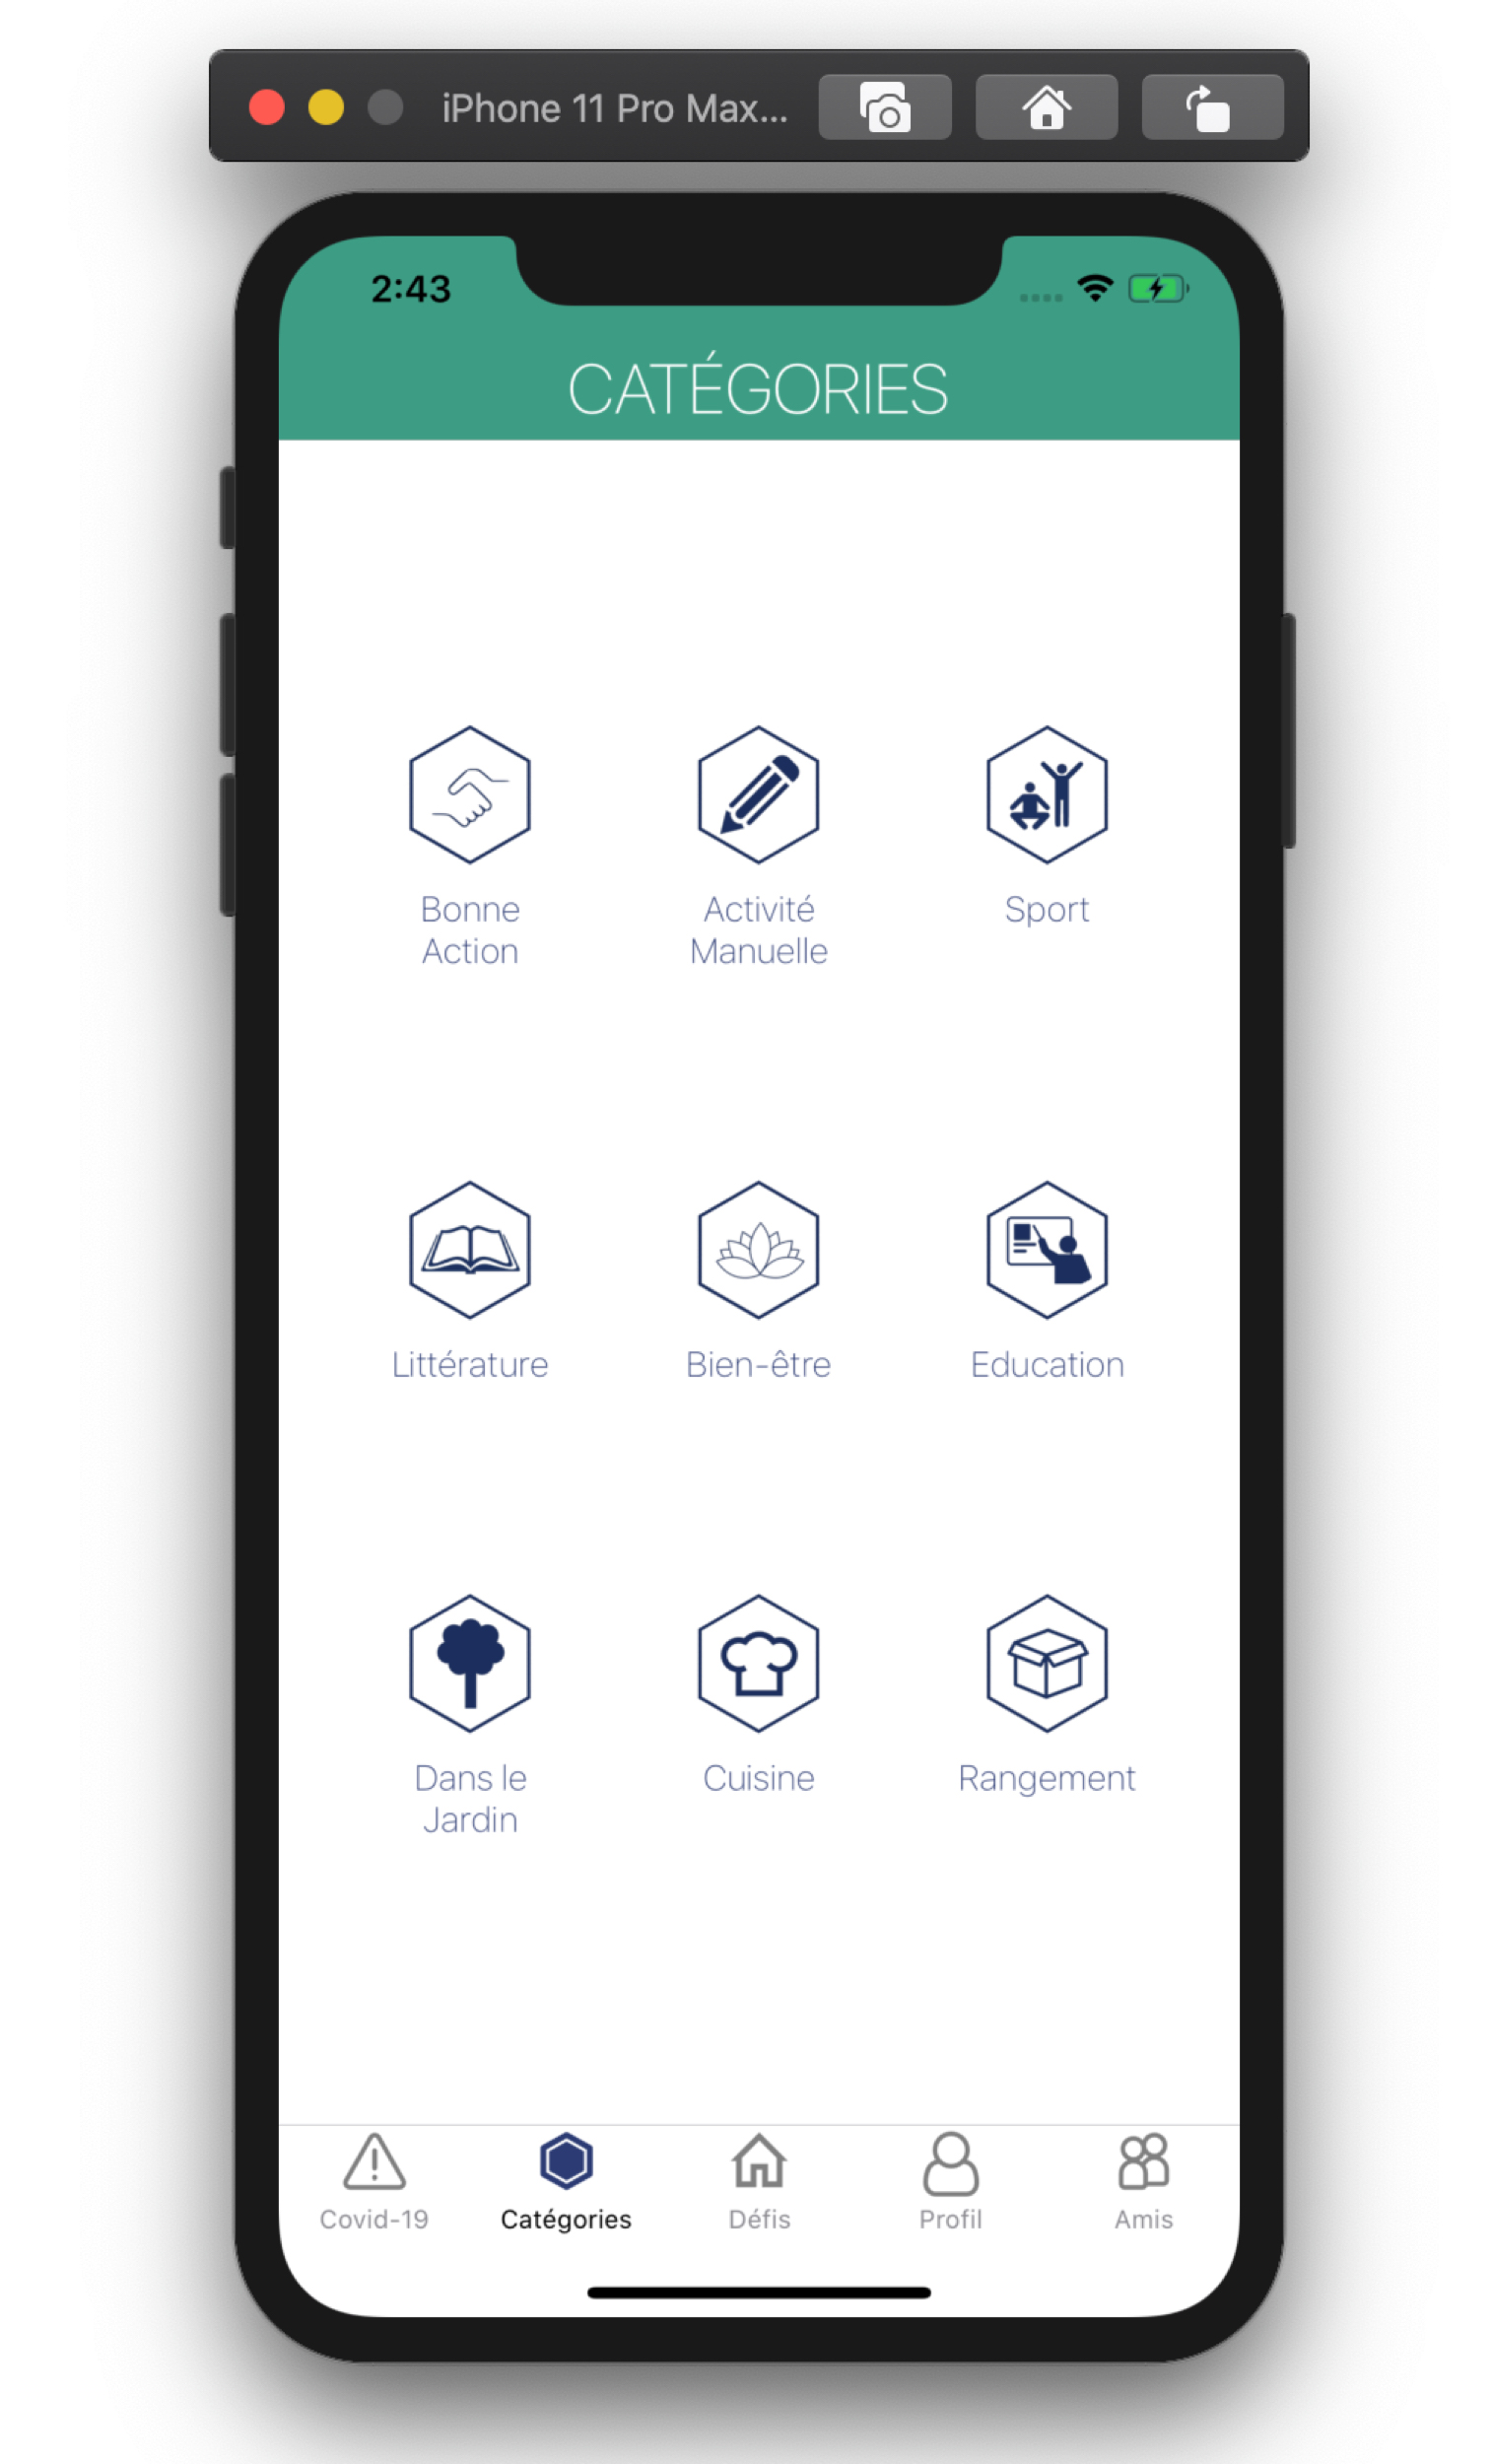 iPhone 11 Pro Max...
2:43
CATÉGORIES
Bonne
Action
Activité
Manuelle
Sport
Littérature
Bien-être
Education
Dans le
Jardin
Cuisine
Rangement
Covid-19
Catégories
Défis
Profil
Amis